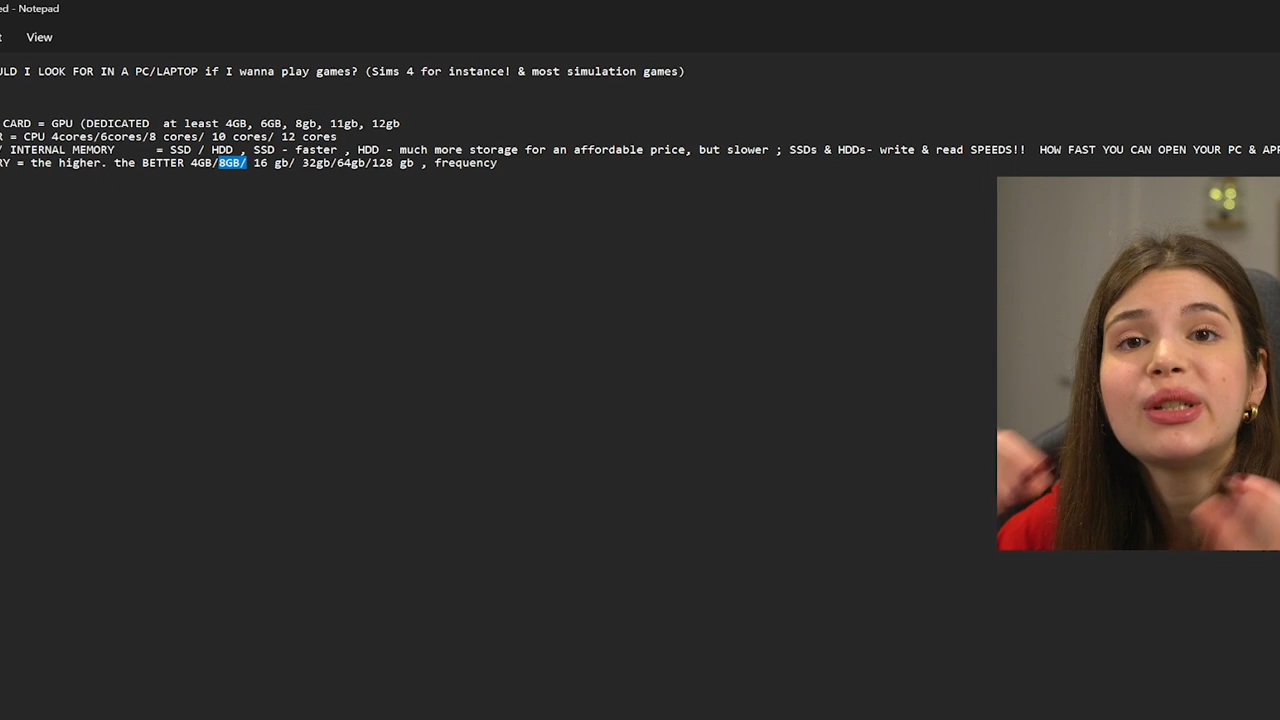 ed - Notepad
t View
ULD I LOOK FOR IN A PC/LAPTOP if I wanna play games? (Sims 4 for instance! & most simulation games)
CARD = GPU (DEDICATED at least 4GB, 6GB, 8gb, 11gb, 12gb
R = CPU 4cores/6cores/8 cores/ 10 cores/ 12 cores
/ INTERNAL MEMORY = SSD / HDD , SSD - faster , HDD - much more storage for an affordable price, but slower ; SSDs & HDDs- write & read SPEEDS!! HOW FAST YOU CAN OPEN YOUR PC & APP
RY = the higher. the BETTER 4GB/8GB/ 16 gb/ 32gb/64gb/128 gb , frequency